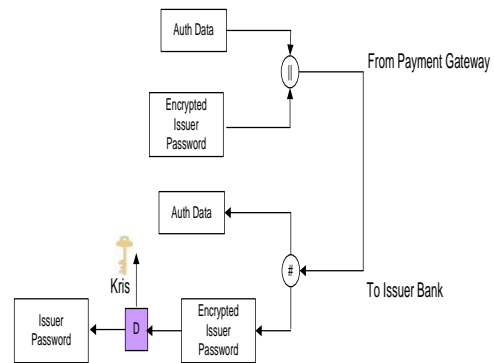 Auth Data
From Payment Gateway
||
Encrypted
Issuer
Password
Auth Data
#
To Issuer Bank
Kris
Issuer
Password
D
Encrypted
Issuer
Password